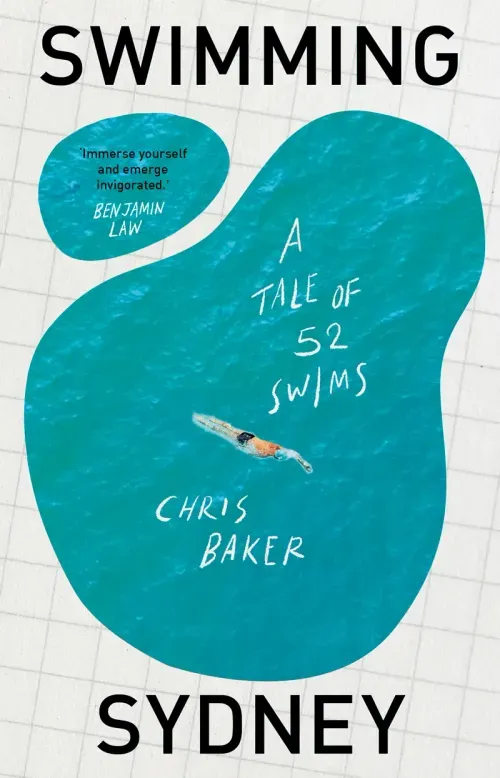 SWIMMING
'Immerse yourself
and emerge
invigorated.'
BENJAMIN
LAW
A
TALE OF
52
SWIMS
CHRIS
BAKER
SYDNEY